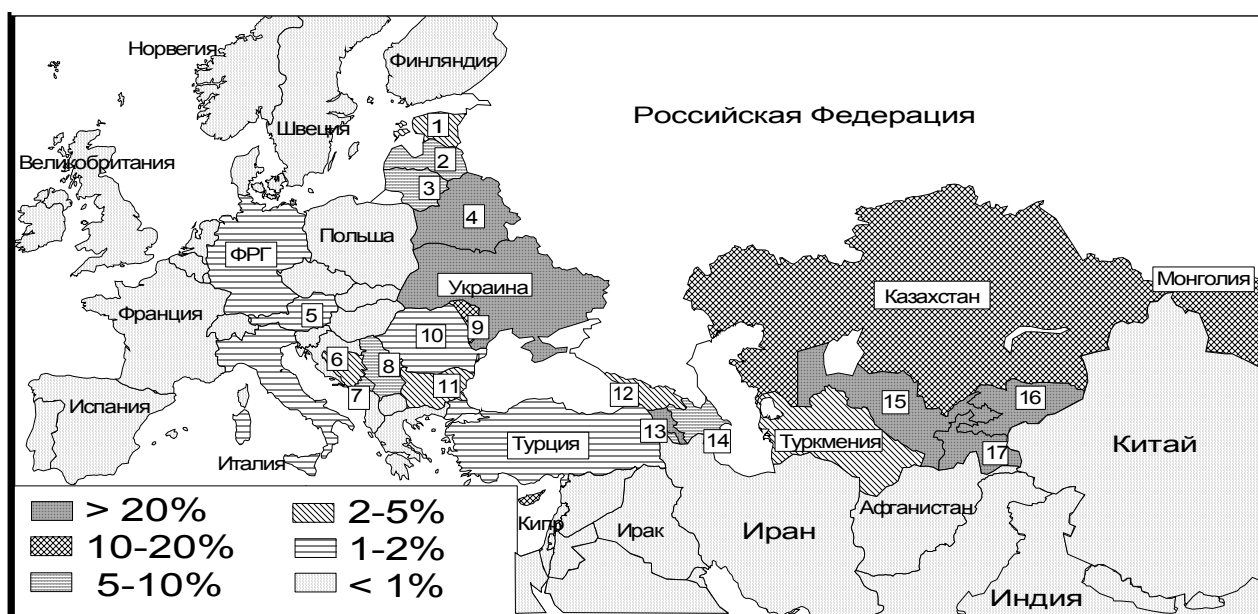 Норвегия
Финляндия
Российская Федерация
1
Швеция
Великобритания
2
3
4
Польша
ФРГ
Украина
Монголия
Казахстан
Франция
5
9
10
6
8
11
7
12
15
16
Испания
13
14
Турция
Туркмения
17
Китай
Италия
Афганистан
Кипр
Ирак
Иран
Индия
> 20%
2-5%
10-20%
1-2%
5-10%
< 1%